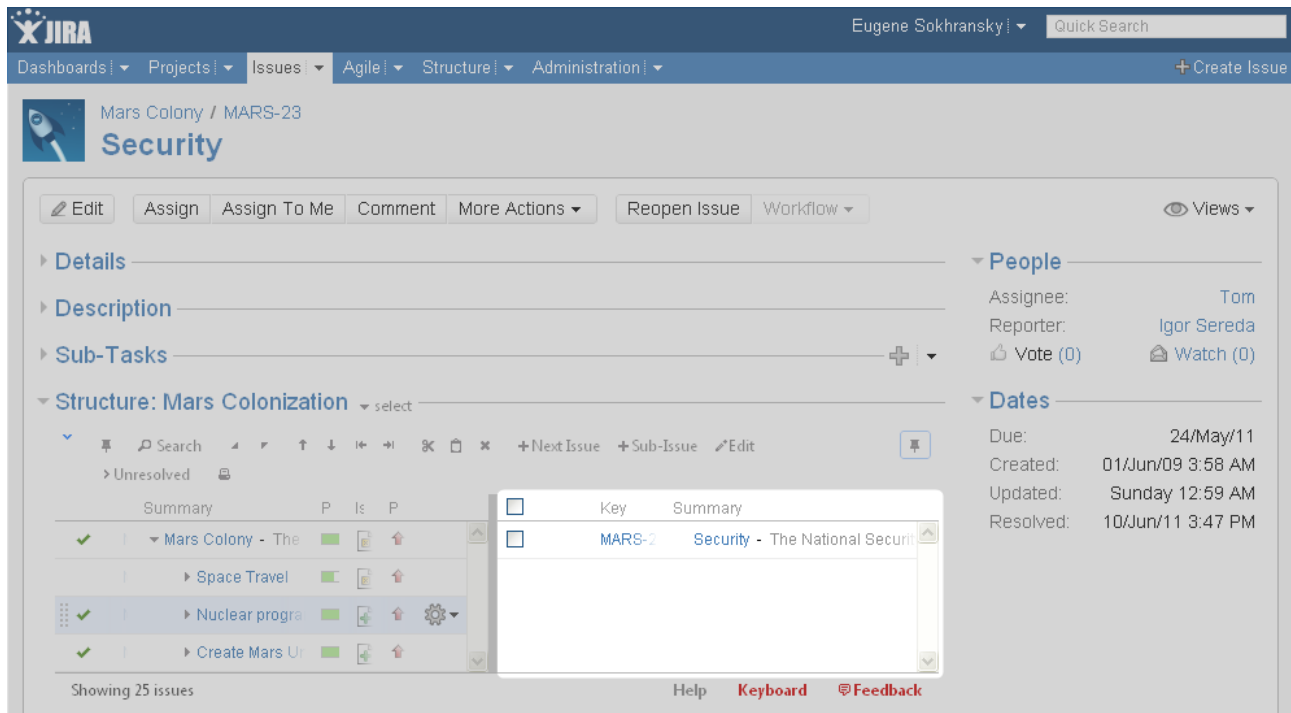 JIRA
Eugene Sokhransky Quick Search
Dashboards Projects Issues Agile Structure Administration + Create Issue
Mars Colony / MARS-23
Security
Edit Assign Assign To Me Comment More Actions Reopen Issue Workflow Views
Details
Description
Sub-Tasks
Structure: Mars Colonization select
Search + Next Issue + Sub-Issue Edit
> Unresolved
Summary P Is P
Mars Colony - The
Space Travel
Nuclear progra
Create Mars Ur
Key Summary
MARS-2 Security - The National Securit
Showing 25 issues Help Keyboard Feedback
People
Assignee: Tom
Reporter: Igor Sereda
Vote (0) Watch (0)
Dates
Due: 24/May/11
Created: 01/Jun/09 3:58 AM
Updated: Sunday 12:59 AM
Resolved: 10/Jun/11 3:47 PM